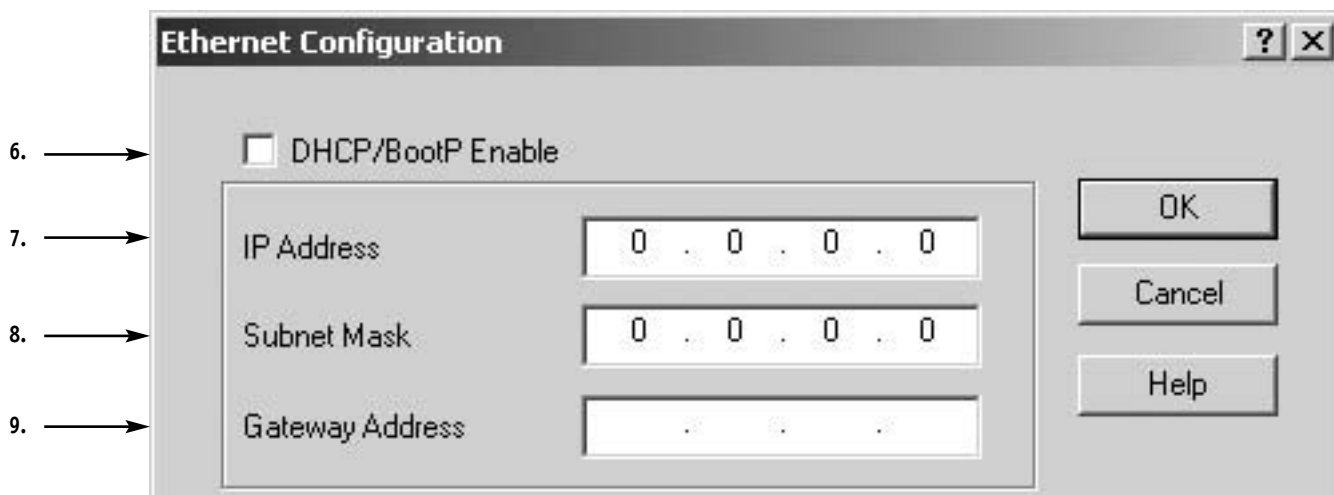 Ethernet Configuration ? X
6. DHCP/BootP Enable
OK
7. IP Address 0 . 0 . 0 . 0
Cancel
8. Subnet Mask 0 . 0 . 0 . 0
Help
9. Gateway Address . . .